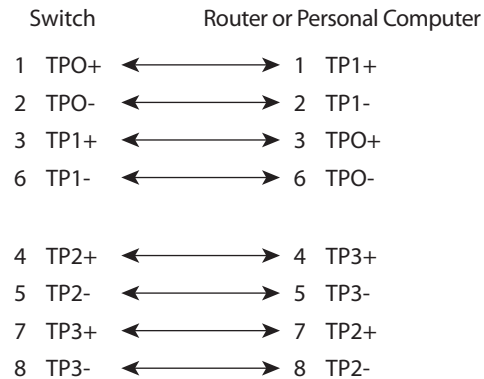 Switch Router or Personal Computer
1 TPO+ 1 TP1+
2 TPO- 2 TP1-
3 TP1+ 3 TPO+
6 TP1- 6 TPO-
4 TP2+ 4 TP3+
5 TP2- 5 TP3-
7 TP3+ 7 TP2+
8 TP3- 8 TP2-